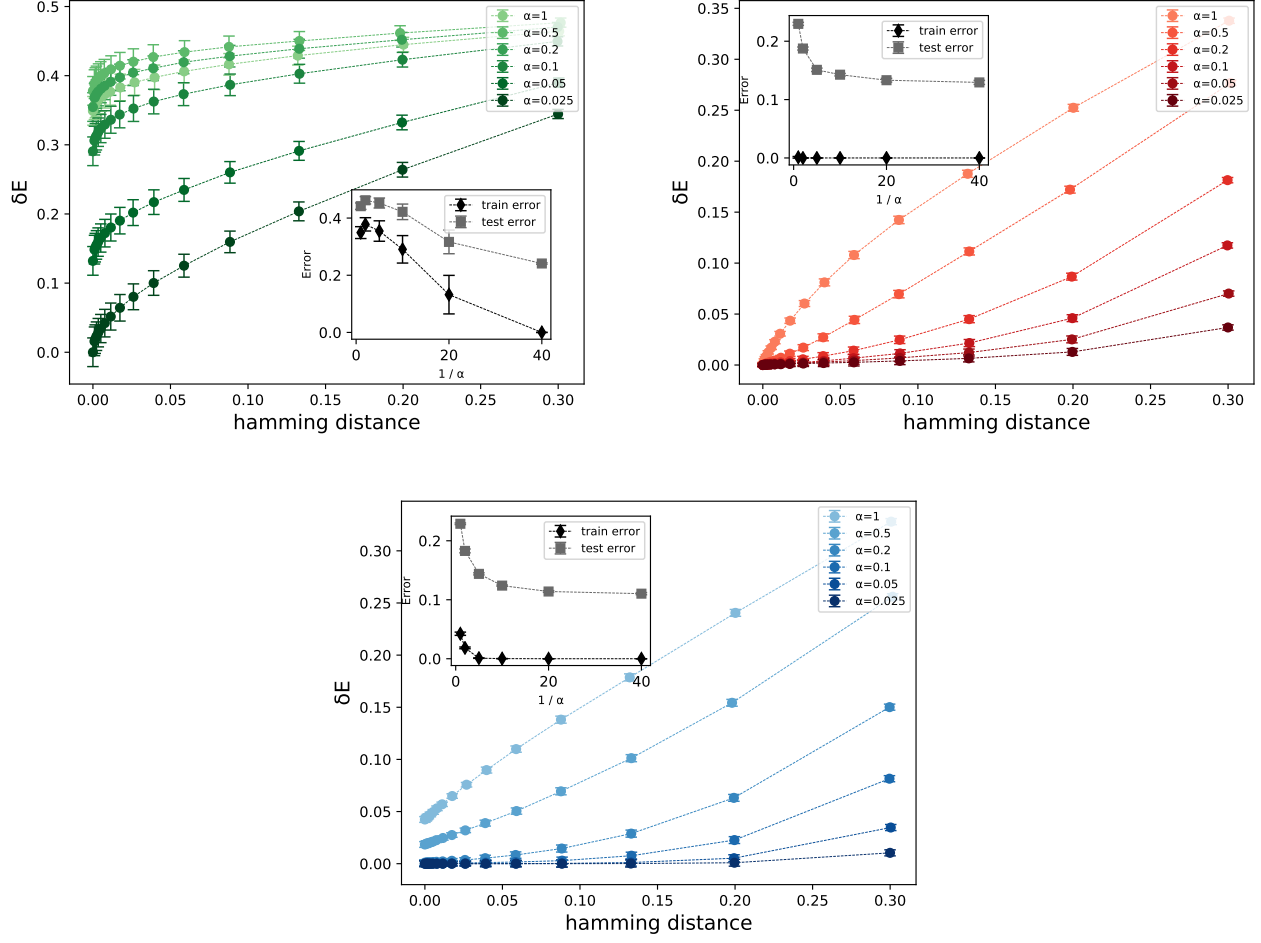 0.5
0.4
0.3
0.2
0.1
0.0
δE
0.00
0.05
0.10
0.15
0.20
0.25
0.30
hamming distance
α=1
α=0.5
α=0.2
α=0.1
α=0.05
α=0.025
0.4
0.2
0.0
Error
0
20
40
1 / α
train error
test error
0.35
0.30
0.25
0.20
0.15
0.10
0.05
0.00
δE
0.00
0.05
0.10
0.15
0.20
0.25
0.30
hamming distance
α=1
α=0.5
α=0.2
α=0.1
α=0.05
α=0.025
0.2
0.1
0.0
Error
0
20
40
1 / α
train error
test error
0.30
0.25
0.20
0.15
0.10
0.05
0.00
δE
0.00
0.05
0.10
0.15
0.20
0.25
0.30
hamming distance
α=1
α=0.5
α=0.2
α=0.1
α=0.05
α=0.025
0.2
0.1
0.0
Error
0
20
40
1 / α
train error
test error